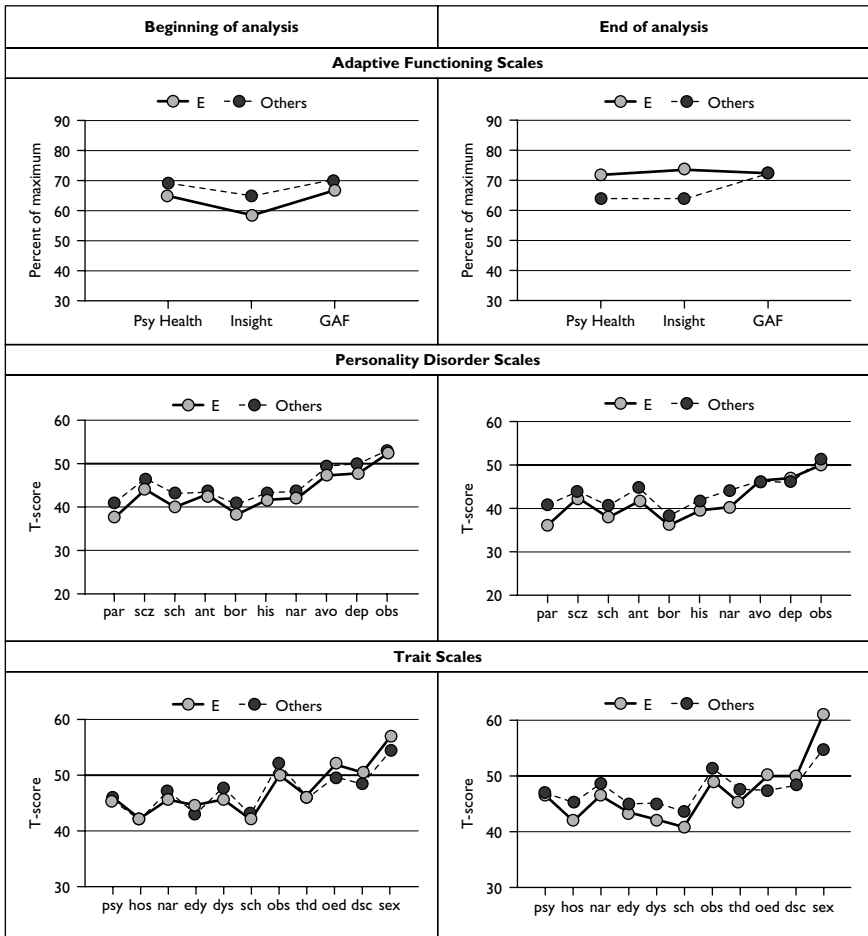 Beginning of analysis
End of analysis
Adaptive Functioning Scales
E Others
90
80
70
60
50
40
30
Percent of maximum
Psy Health Insight GAF
E Others
90
80
70
60
50
40
30
Percent of maximum
Psy Health Insight GAF
Personality Disorder Scales
E Others
60
50
40
30
20
T-score
par scz sch ant bor his nar avo dep obs
E Others
60
50
40
30
20
T-score
par scz sch ant bor his nar avo dep obs
Trait Scales
E Others
60
50
40
30
T-score
psy hos nar edy dys sch obs thd oed dsc sex
E Others
60
50
40
30
T-score
psy hos nar edy dys sch obs thd oed dsc sex